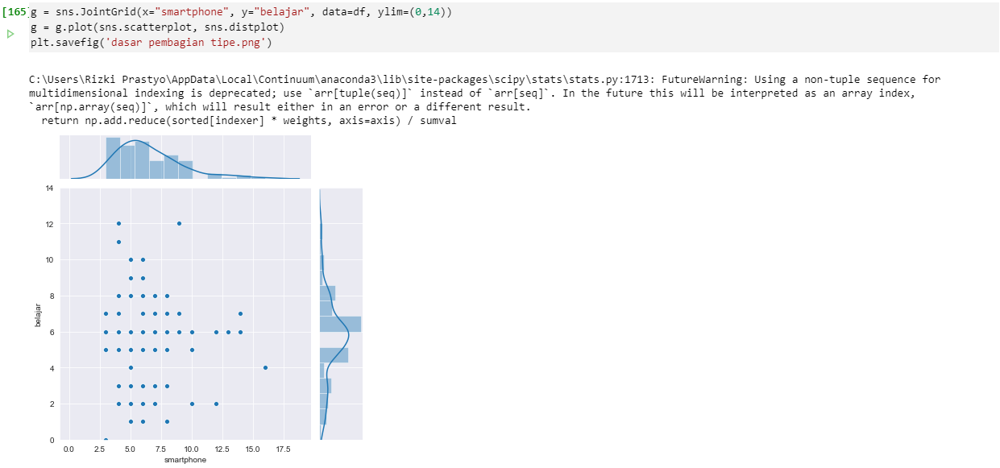 [165] g = sns.JointGrid(x="smartphone", y="belajar", data=df, ylim=(0,14))
g = g.plot(sns.scatterplot, sns.distplot)
plt.savefig('dasar pembagian tipe.png')
C:\Users\Rizki Prastyo\AppData\Local\Continuum\anaconda3\lib\site-packages\scipy\stats\stats.py:1713: FutureWarning: Using a non-tuple sequence for
multidimensional indexing is deprecated; use `arr[tuple(seq)]` instead of `arr[seq]`. In the future this will be interpreted as an array index,
`arr[np.array(seq)]`, which will result either in an error or a different result.
return np.add.reduce(sorted[indexer] * weights, axis=axis) / sumval
14
12
10
8
6
4
2
0
belajar
0.0 2.5 5.0 7.5 10.0 12.5 15.0 17.5
smartphone